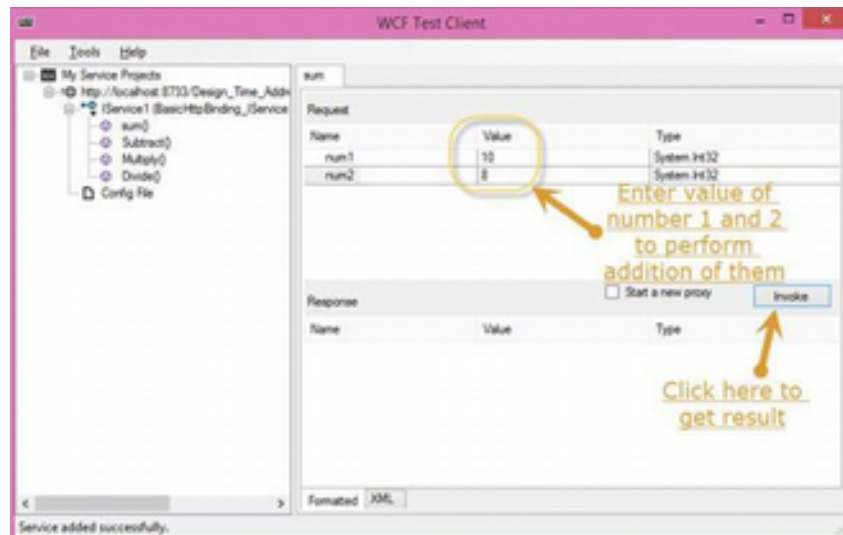 WCF Test Client
File Tools Help
My Service Projects
http://localhost:8733/Design_Time_Addre
IService1 (BasicHttpBinding_IService
sum()
Subtract()
Multiply()
Divide()
Config File
sum
Request
Name Value Type
num1 10 System.Int32
num2 8 System.Int32
Enter value of
number 1 and 2
to perform
addition of them
Start a new proxy Invoke
Response
Name Value Type
Click here to
get result
Formatted XML
Service added successfully.